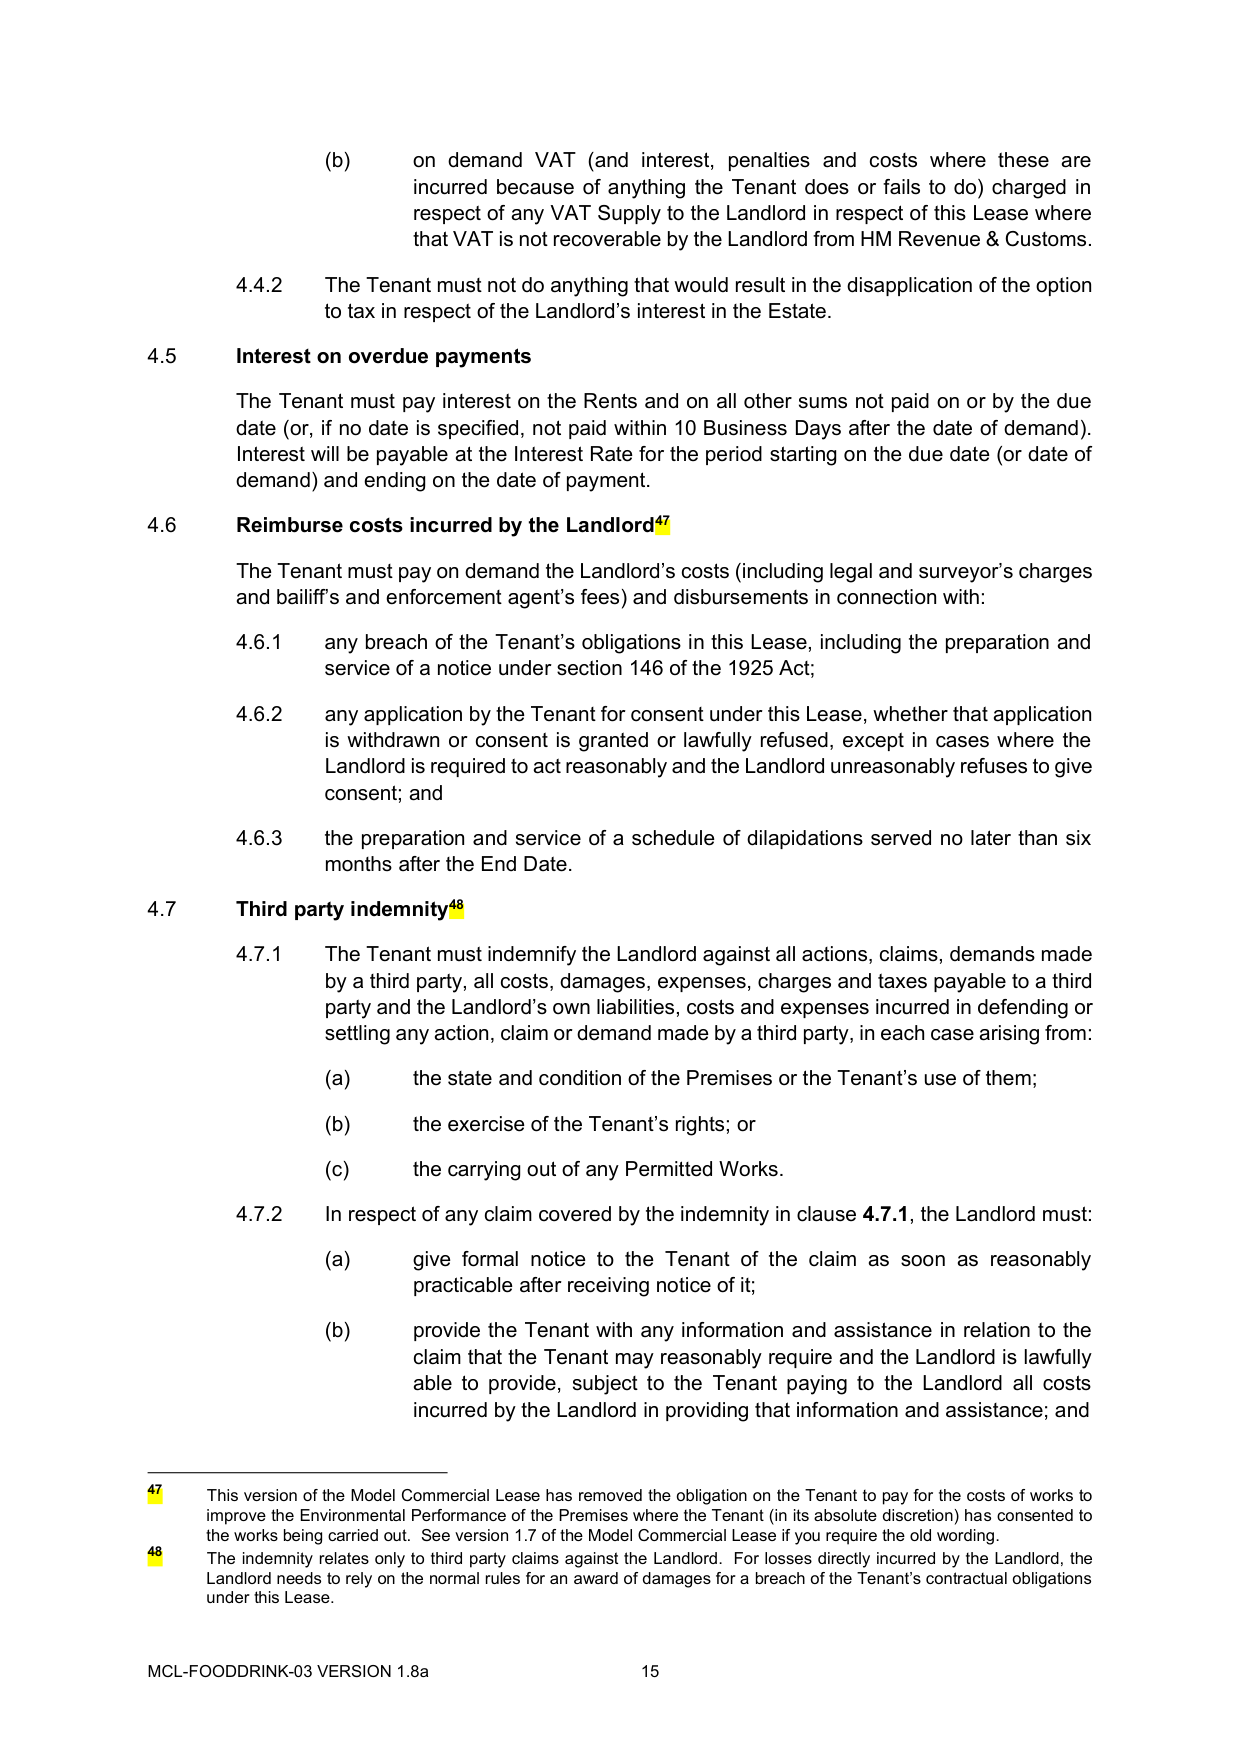 (b) on demand VAT (and interest, penalties and costs where these are
incurred because of anything the Tenant does or fails to do) charged in
respect of any VAT Supply to the Landlord in respect of this Lease where
that VAT is not recoverable by the Landlord from HM Revenue & Customs.
4.4.2 The Tenant must not do anything that would result in the disapplication of the option
to tax in respect of the Landlord’s interest in the Estate.
4.5 Interest on overdue payments
The Tenant must pay interest on the Rents and on all other sums not paid on or by the due
date (or, if no date is specified, not paid within 10 Business Days after the date of demand).
Interest will be payable at the Interest Rate for the period starting on the due date (or date of
demand) and ending on the date of payment.
4.6 Reimburse costs incurred by the Landlord47
The Tenant must pay on demand the Landlord’s costs (including legal and surveyor’s charges
and bailiff’s and enforcement agent’s fees) and disbursements in connection with:
4.6.1 any breach of the Tenant’s obligations in this Lease, including the preparation and
service of a notice under section 146 of the 1925 Act;
4.6.2 any application by the Tenant for consent under this Lease, whether that application
is withdrawn or consent is granted or lawfully refused, except in cases where the
Landlord is required to act reasonably and the Landlord unreasonably refuses to give
consent; and
4.6.3 the preparation and service of a schedule of dilapidations served no later than six
months after the End Date.
4.7 Third party indemnity48
4.7.1 The Tenant must indemnify the Landlord against all actions, claims, demands made
by a third party, all costs, damages, expenses, charges and taxes payable to a third
party and the Landlord’s own liabilities, costs and expenses incurred in defending or
settling any action, claim or demand made by a third party, in each case arising from:
(a) the state and condition of the Premises or the Tenant’s use of them;
(b) the exercise of the Tenant’s rights; or
(c) the carrying out of any Permitted Works.
4.7.2 In respect of any claim covered by the indemnity in clause 4.7.1, the Landlord must:
(a) give formal notice to the Tenant of the claim as soon as reasonably
practicable after receiving notice of it;
(b) provide the Tenant with any information and assistance in relation to the
claim that the Tenant may reasonably require and the Landlord is lawfully
able to provide, subject to the Tenant paying to the Landlord all costs
incurred by the Landlord in providing that information and assistance; and
47 This version of the Model Commercial Lease has removed the obligation on the Tenant to pay for the costs of works to
improve the Environmental Performance of the Premises where the Tenant (in its absolute discretion) has consented to
the works being carried out. See version 1.7 of the Model Commercial Lease if you require the old wording.
48 The indemnity relates only to third party claims against the Landlord. For losses directly incurred by the Landlord, the
Landlord needs to rely on the normal rules for an award of damages for a breach of the Tenant’s contractual obligations
under this Lease.
MCL-FOODDRINK-03 VERSION 1.8a 15